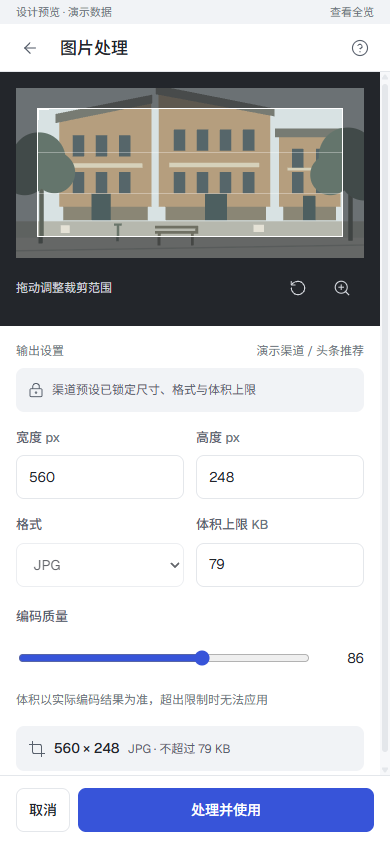 设计预览 · 演示数据
查看全览
图片处理
拖动调整裁剪范围
输出设置
演示渠道 / 头条推荐
渠道预设已锁定尺寸、格式与体积上限
宽度 px
高度 px
560
248
格式
体积上限 KB
JPG
79
编码质量
86
体积以实际编码结果为准，超出限制时无法应用
560 × 248 JPG · 不超过 79 KB
取消
处理并使用